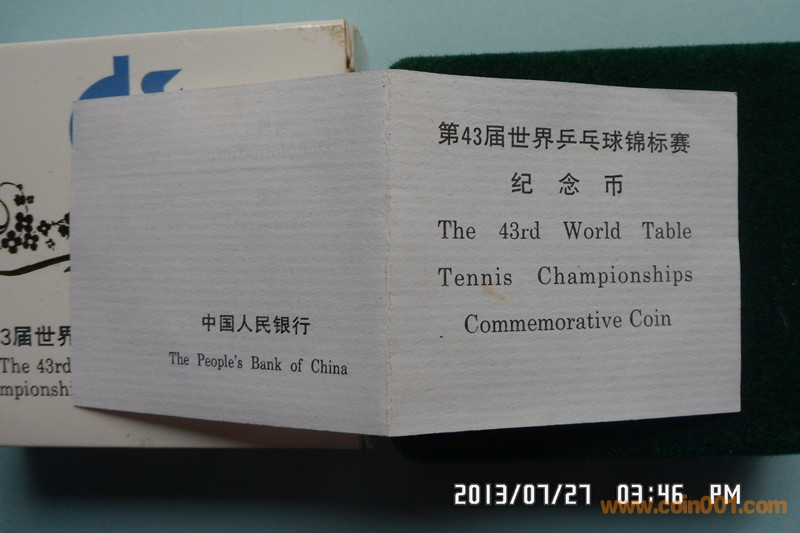 3届世界
The 43rd
mpionshi
中国人民银行
The People's Bank of China
第43届世界乒乓球锦标赛
纪念币
The 43rd World Table
Tennis Championships
Commemorative Coin
2013/07/27 03:46 PM
www.coin001.com